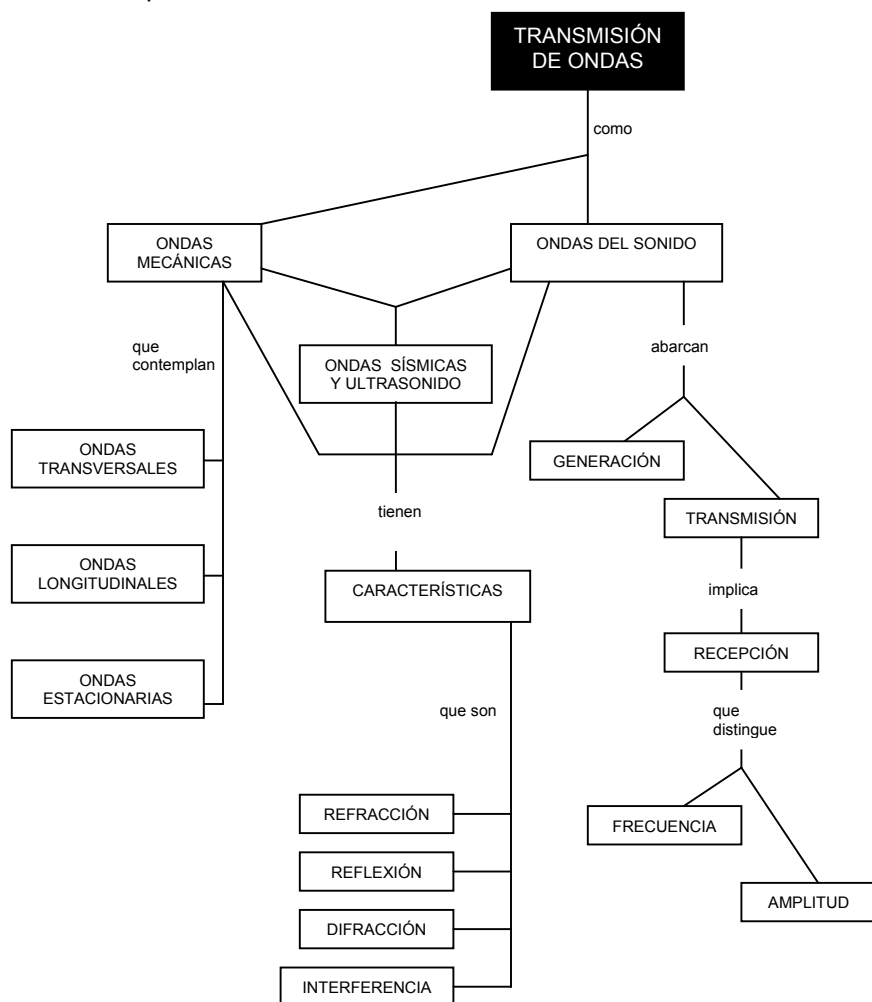 TRANSMISIÓN
DE ONDAS
como
ONDAS
MECÁNICAS
ONDAS DEL SONIDO
que
contemplan
ONDAS SÍSMICAS
Y ULTRASONIDO
abarcan
ONDAS
TRANSVERSALES
GENERACIÓN
tienen
TRANSMISIÓN
ONDAS
LONGITUDINALES
CARACTERÍSTICAS
implica
RECEPCIÓN
ONDAS
ESTACIONARIAS
que son
que
distingue
REFRACCIÓN
FRECUENCIA
REFLEXIÓN
AMPLITUD
DIFRACCIÓN
INTERFERENCIA